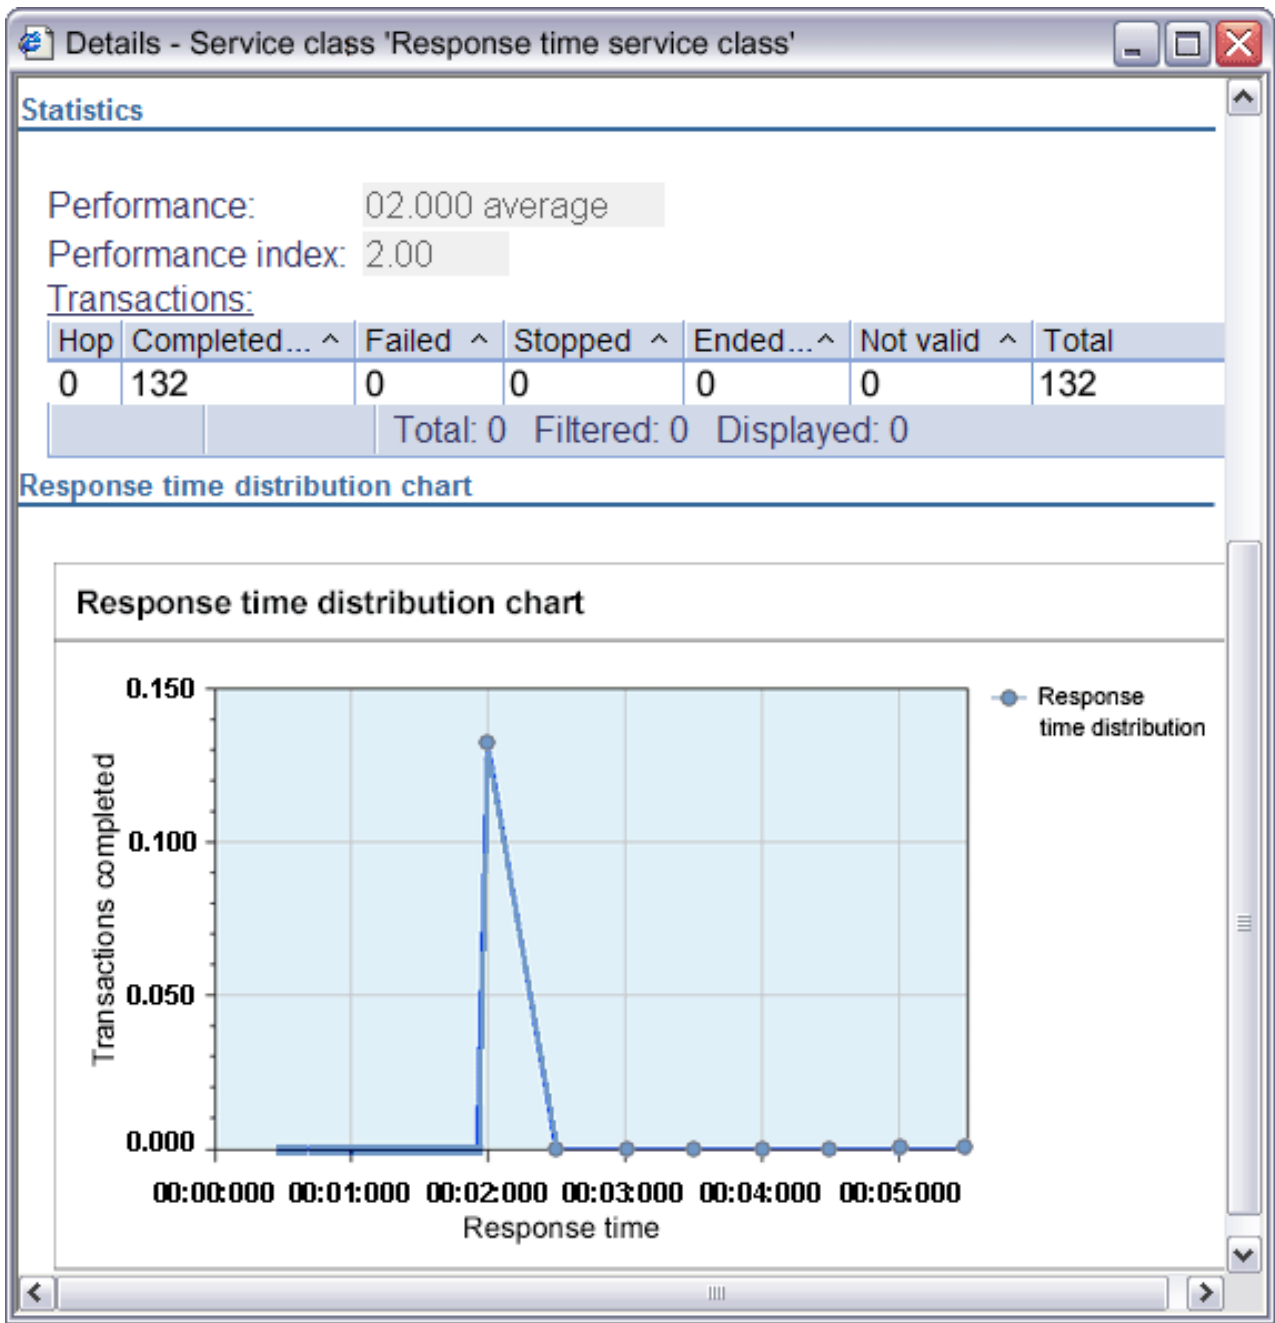 Details - Service class 'Response time service class'
Statistics
Performance: 02.000 average
Performance index: 2.00
Transactions:
Hop Completed... ^ Failed ^ Stopped ^ Ended...^ Not valid ^ Total
0 132 0 0 0 0 132
Total: 0 Filtered: 0 Displayed: 0
Response time distribution chart
Response time distribution chart
0.150
0.100
0.050
0.000
Transactions completed
00:00:000 00:01:000 00:02:000 00:03:000 00:04:000 00:05:000
Response time
Response
time distribution